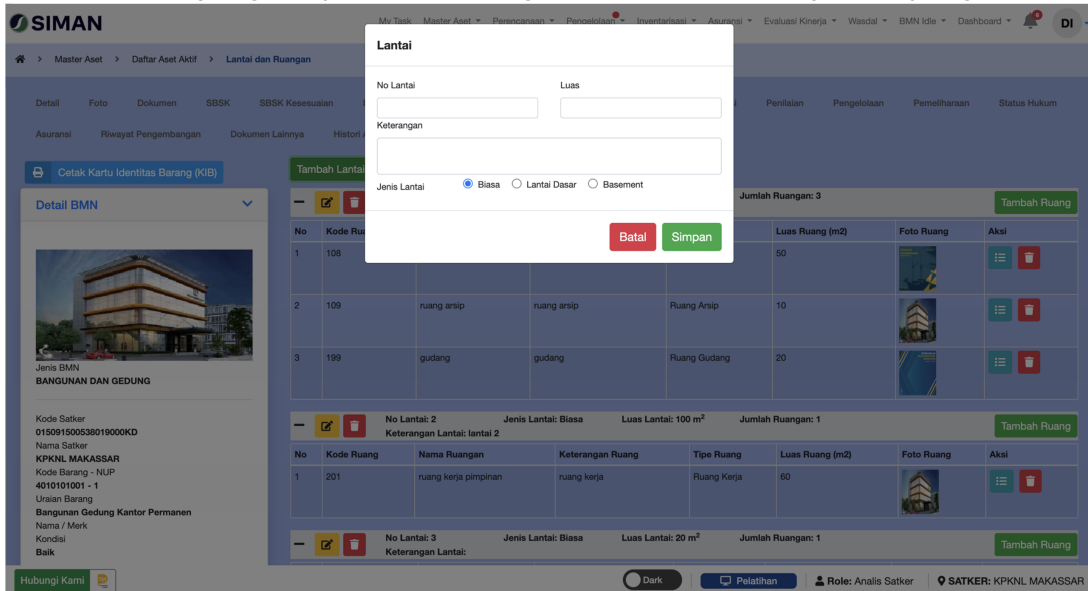 SIMAN
My Task Master Aset Perencanaan Pengelolaan Inventarisasi Asuransi Evaluasi Kinerja Wasdal BMN Idle Dashboard DI
Master Aset > Daftar Aset Aktif > Lantai dan Ruangan
Detail Foto Dokumen SBSK SBSK Kesesuaian Penilaian Pengelolaan Pemeliharaan Status Hukum
Asuransi Riwayat Pengembangan Dokumen Lainnya Histori
Lantai
No Lantai Luas
Keterangan
Jenis Lantai Biasa Lantai Dasar Basement
Batal Simpan
Cetak Kartu Identitas Barang (KIB)
Detail BMN
Jenis BMN
BANGUNAN DAN GEDUNG
Kode Satker
015091500538019000KD
Nama Satker
KPKNL MAKASSAR
Kode Barang - NUP
4010101001 - 1
Uraian Barang
Bangunan Gedung Kantor Permanen
Nama / Merk
Kondisi
Baik
Tambah Lantai
Jumlah Ruangan: 3 Tambah Ruang
No Kode Rua Luas Ruang (m2) Foto Ruang Aksi
1 108 50
2 109 ruang arsip ruang arsip Ruang Arsip 10
3 199 gudang gudang Ruang Gudang 20
No Lantai: 2 Jenis Lantai: Biasa Luas Lantai: 100 m² Jumlah Ruangan: 1 Tambah Ruang
Keterangan Lantai: lantai 2
No Kode Ruang Nama Ruangan Keterangan Ruang Tipe Ruang Luas Ruang (m2) Foto Ruang Aksi
1 201 ruang kerja pimpinan ruang kerja Ruang Kerja 60
No Lantai: 3 Jenis Lantai: Biasa Luas Lantai: 20 m² Jumlah Ruangan: 1 Tambah Ruang
Keterangan Lantai:
Hubungi Kami Dark Pelatihan Role: Analis Satker SATKER: KPKNL MAKASSAR